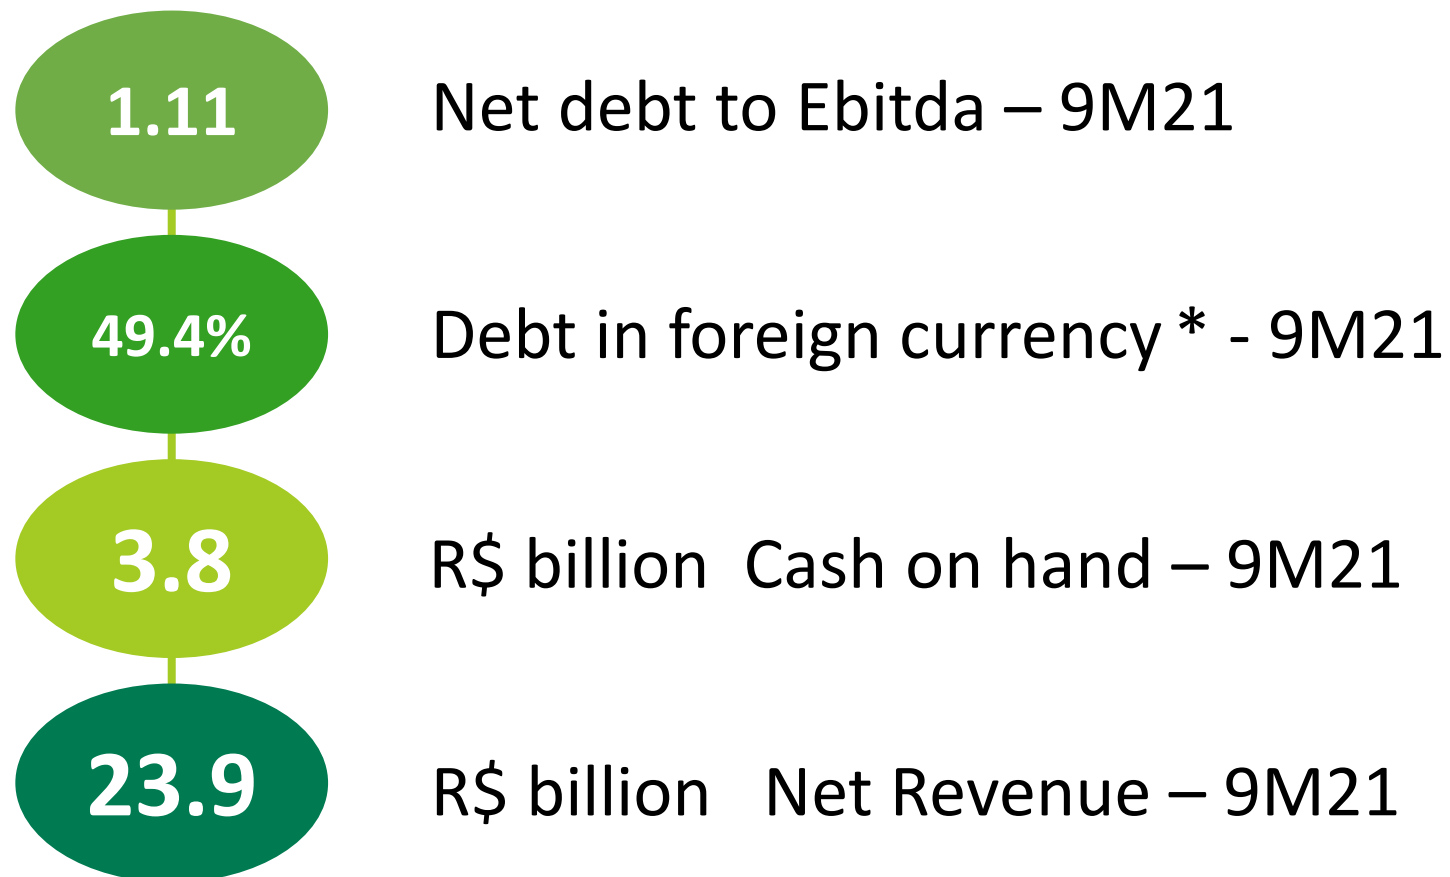 1.11 Net debt to Ebitda – 9M21
49.4% Debt in foreign currency * - 9M21
3.8 R$ billion Cash on hand – 9M21
23.9 R$ billion Net Revenue – 9M21